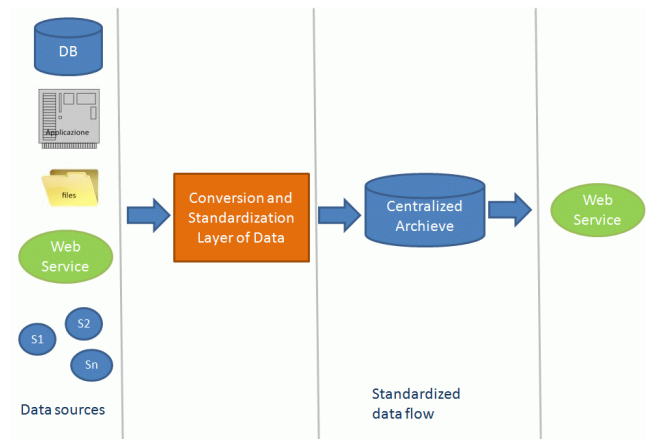 DB
Applicazione
files
Web
Service
S1
S2
Sn
Data sources
Conversion and
Standardization
Layer of Data
Centralized
Archieve
Standardized
data flow
Web
Service